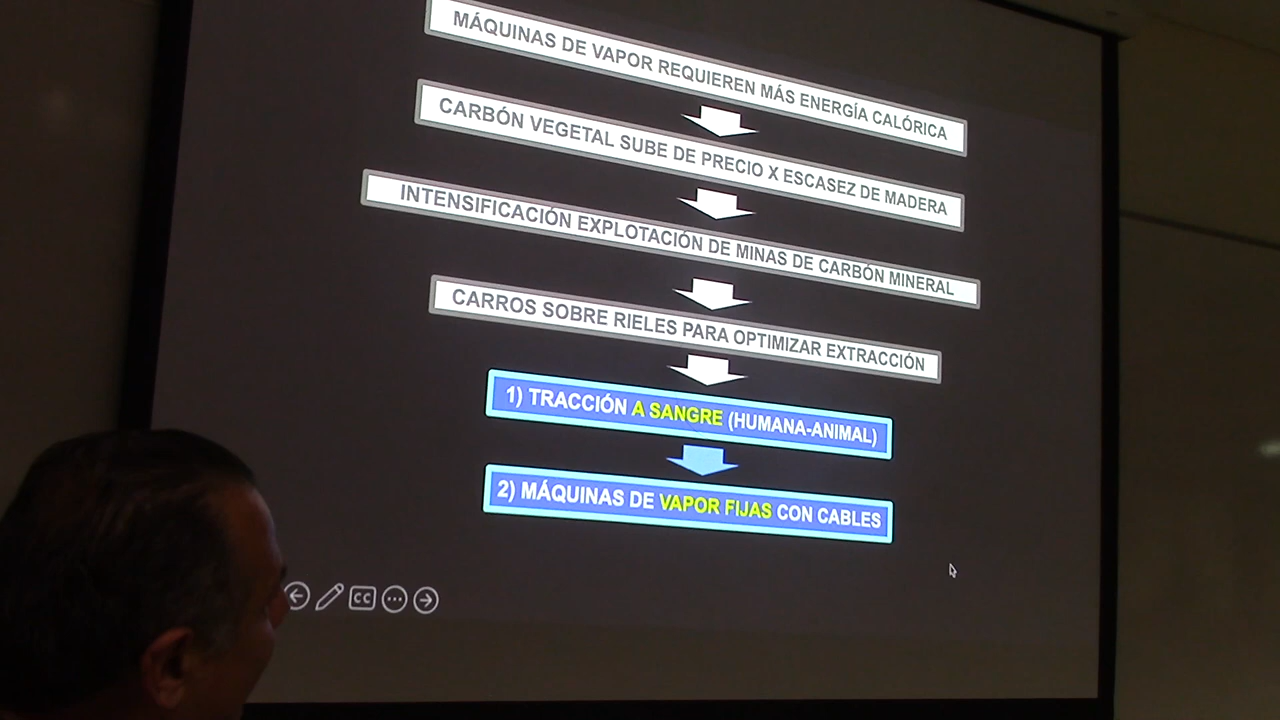 MÁQUINAS DE VAPOR REQUIEREN MÁS ENERGÍA CALÓRICA
CARBÓN VEGETAL SUBE DE PRECIO X ESCASEZ DE MADERA
INTENSIFICACIÓN EXPLOTACIÓN DE MINAS DE CARBÓN MINERAL
CARROS SOBRE RIELES PARA OPTIMIZAR EXTRACCIÓN
1) TRACCIÓN A SANGRE (HUMANA-ANIMAL)
2) MÁQUINAS DE VAPOR FIJAS CON CABLES
CC